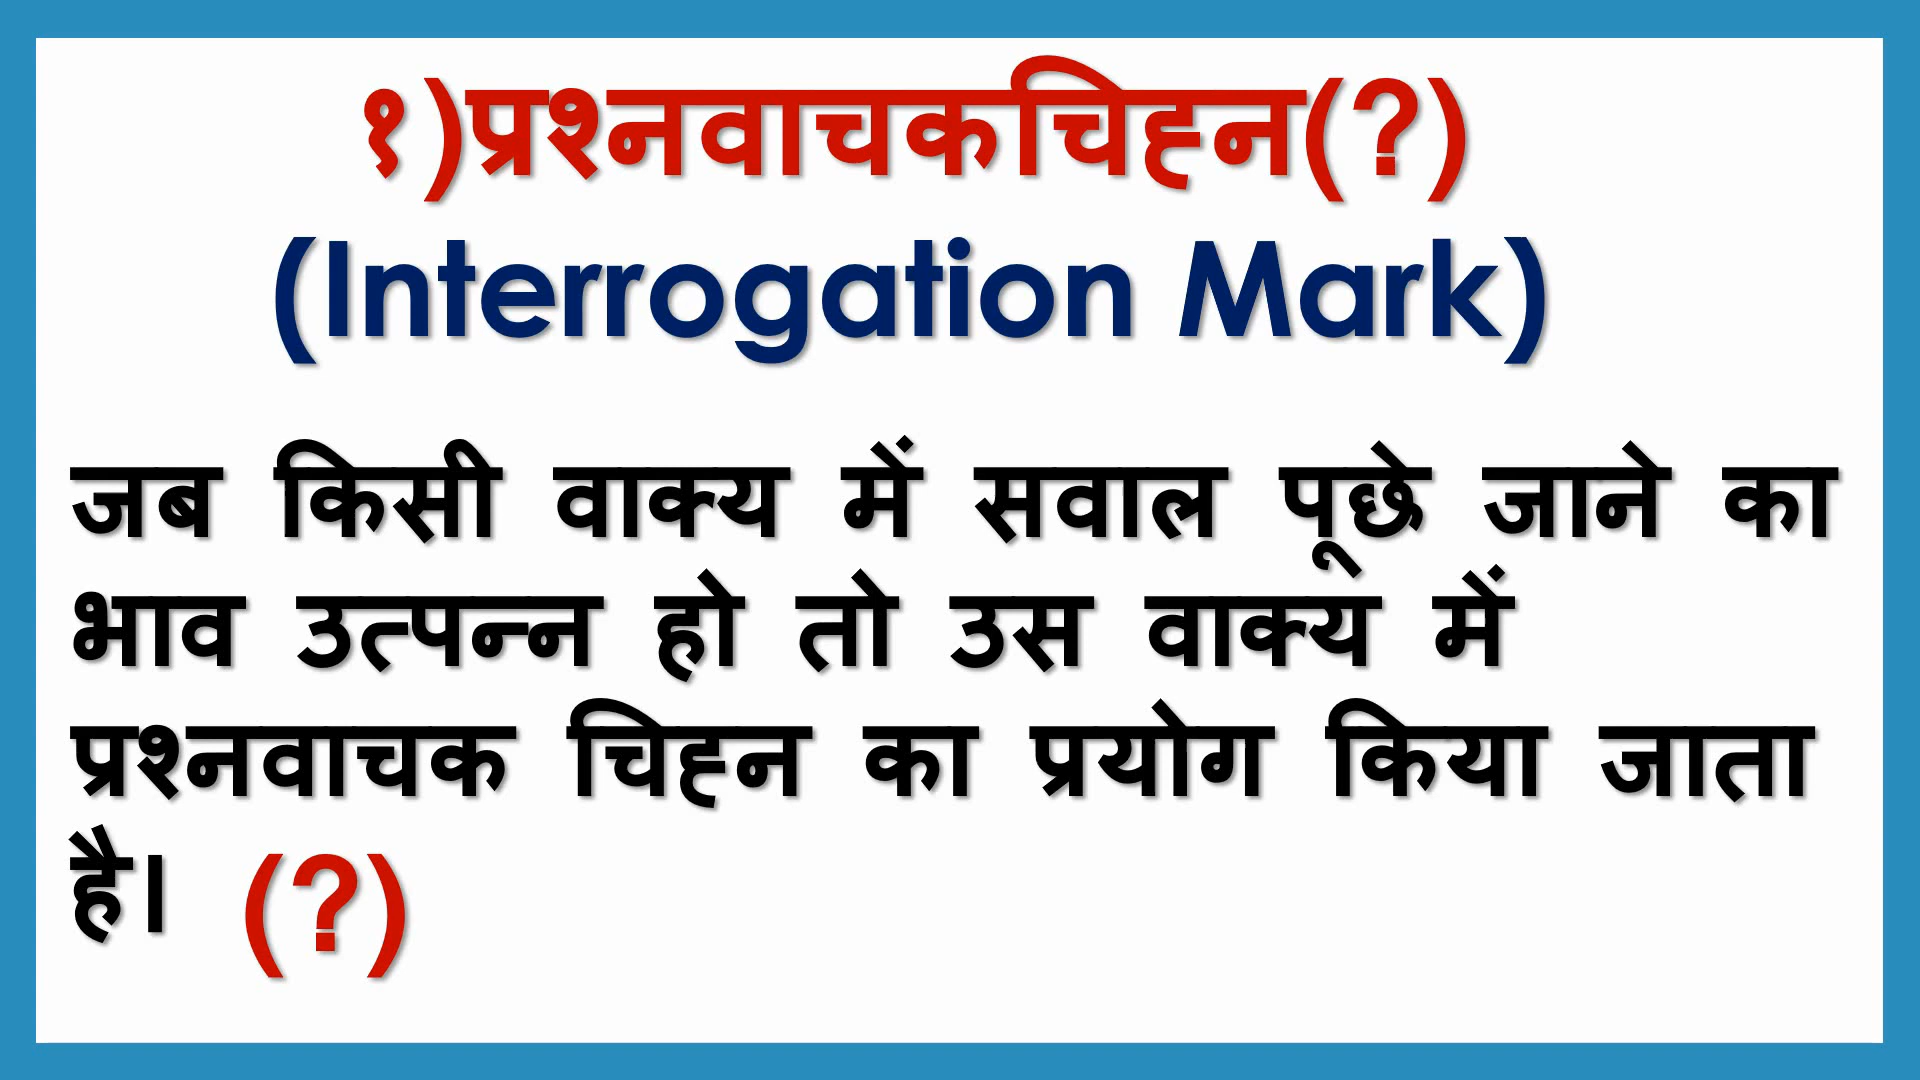 १)प्रश्नवाचकचिह्न(?)
(Interrogation Mark)
जब किसी वाक्य में सवाल पूछे जाने का
भाव उत्पन्न हो तो उस वाक्य में
प्रश्नवाचक चिह्न का प्रयोग किया जाता
है। (?)